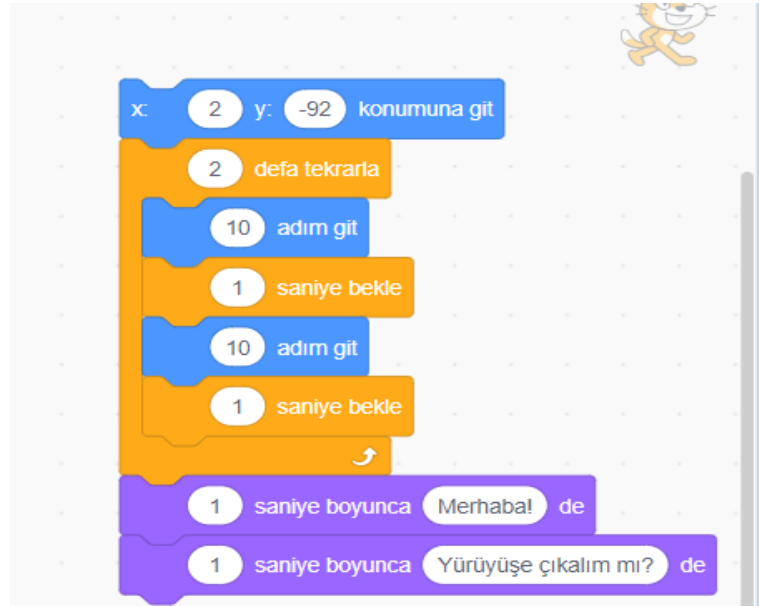 x: 2 y: -92 konumuna git
2 defa tekrarla
10 adım git
1 saniye bekle
10 adım git
1 saniye bekle
1 saniye boyunca Merhaba! de
1 saniye boyunca Yürüyüşe çıkalım mı? de